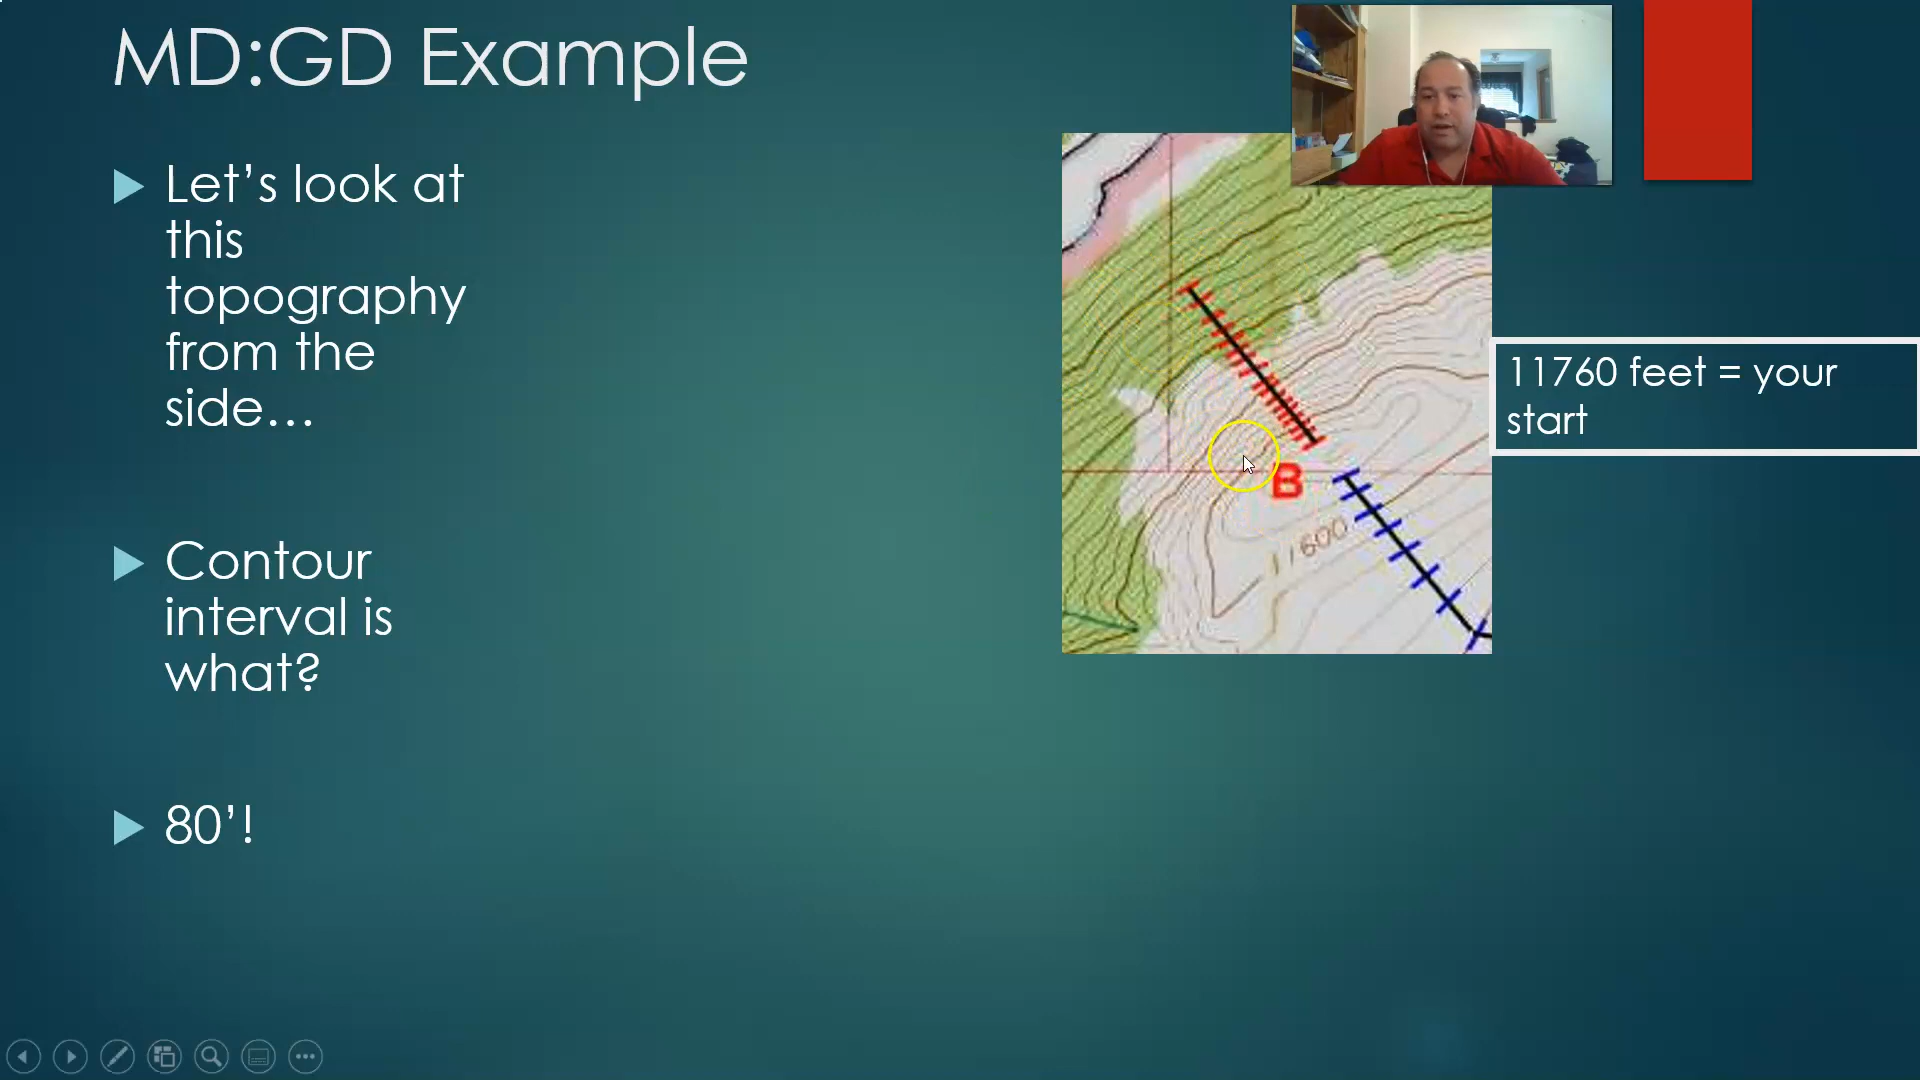 MD:GD Example
Let’s look at
this
topography
from the
side…
Contour
interval is
what?
80’!
B
11600
11760 feet = your
start